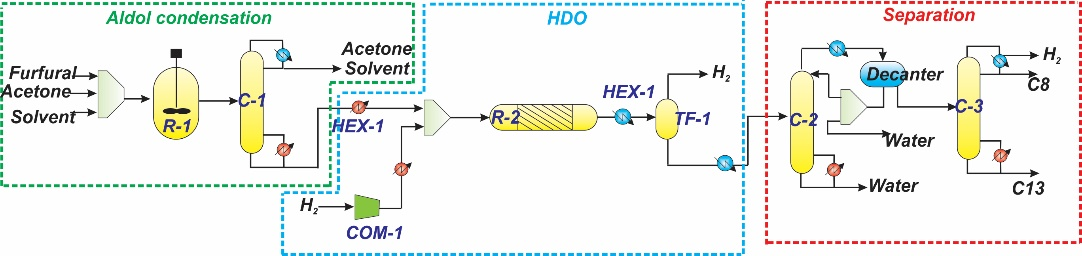 Aldol condensation
HDO
Separation
Furfural
Acetone
Solvent
R-1
C-1
Acetone
Solvent
HEX-1
H2
COM-1
R-2
HEX-1
H2
TF-1
C-2
Decanter
Water
Water
C-3
H2
C8
C13